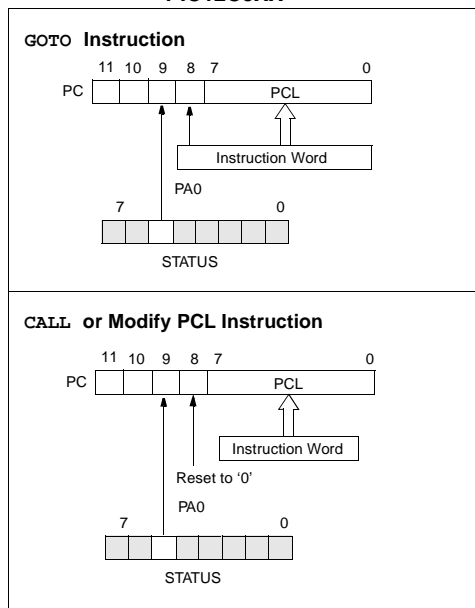 GOTO Instruction
11 10 9 8 7 0
PC PCL
Instruction Word
PA0
7 0
STATUS
CALL or Modify PCL Instruction
11 10 9 8 7 0
PC PCL
Instruction Word
Reset to ‘0’
PA0
7 0
STATUS